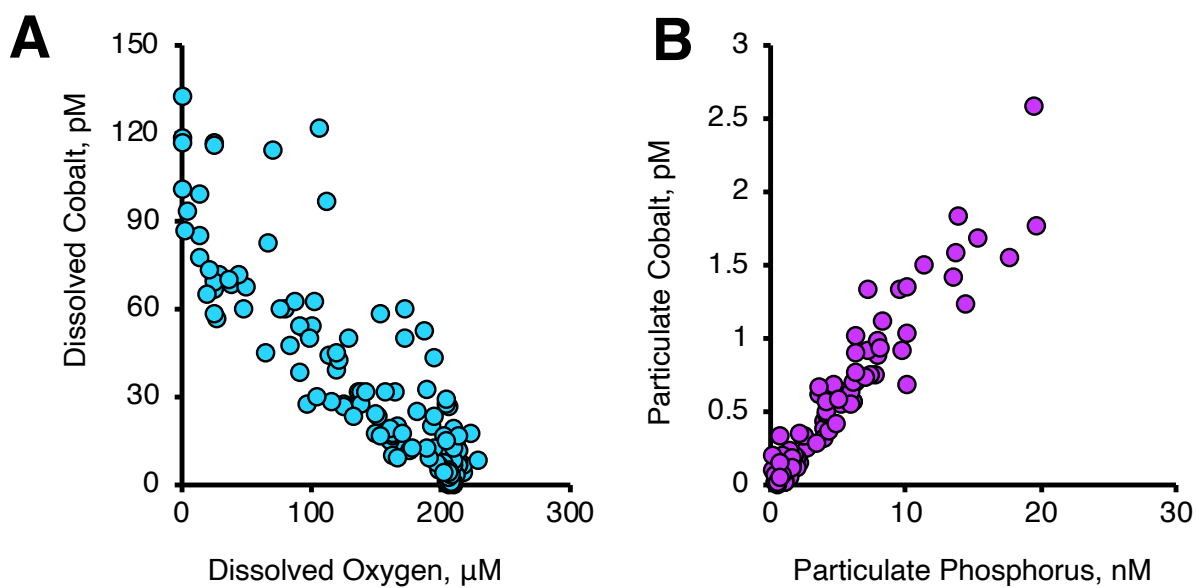 A
Dissolved Cobalt, pM
150
120
90
60
30
0
0 100 200 300
Dissolved Oxygen, µM
B
Particulate Cobalt, pM
3
2.5
2
1.5
1
0.5
0
0 10 20 30
Particulate Phosphorus, nM